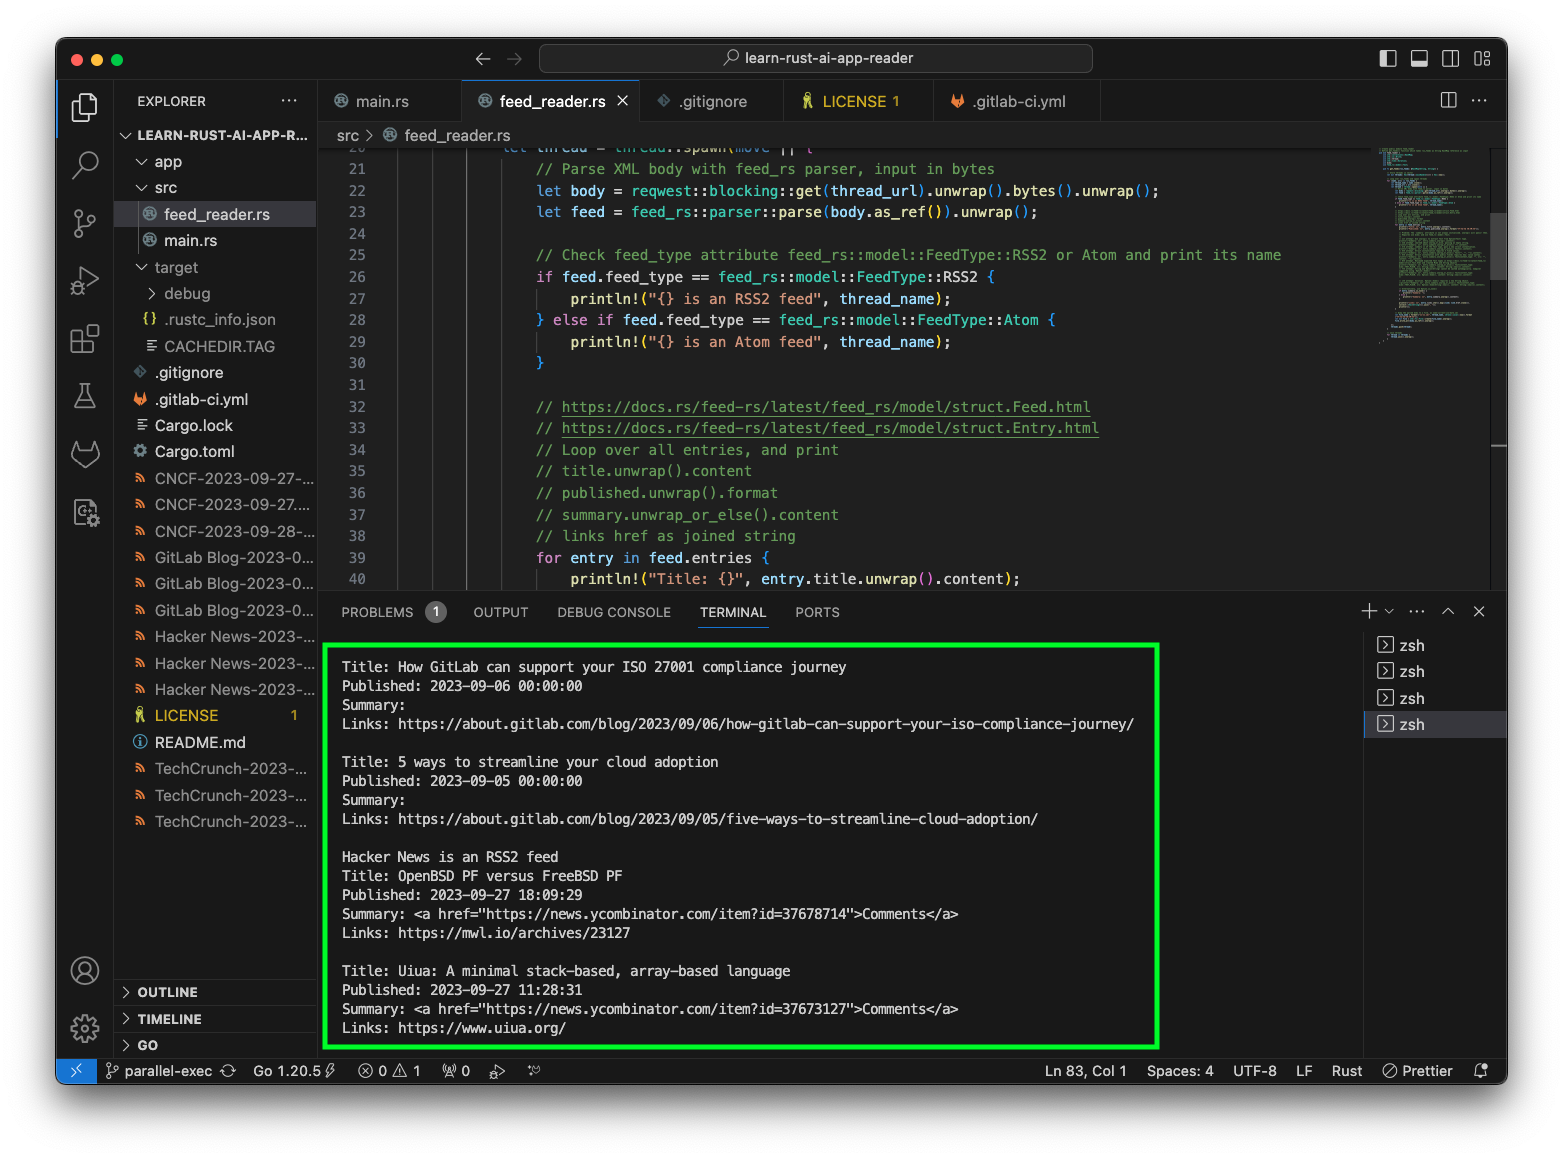 learn-rust-ai-app-reader
EXPLORER
LEARN-RUST-AI-APP-R...
app
src
feed_reader.rs
main.rs
target
debug
.rustc_info.json
CACHEDIR.TAG
.gitignore
.gitlab-ci.yml
Cargo.lock
Cargo.toml
CNCF-2023-09-27-...
CNCF-2023-09-27....
CNCF-2023-09-28-...
GitLab Blog-2023-0...
GitLab Blog-2023-0...
GitLab Blog-2023-0...
Hacker News-2023-...
Hacker News-2023-...
Hacker News-2023-...
LICENSE 1
README.md
TechCrunch-2023-...
TechCrunch-2023-...
TechCrunch-2023-...
OUTLINE
TIMELINE
GO
main.rs feed_reader.rs .gitignore LICENSE 1 .gitlab-ci.yml
src > feed_reader.rs
20 let thread = thread::spawn(move || {
21 // Parse XML body with feed_rs parser, input in bytes
22 let body = reqwest::blocking::get(thread_url).unwrap().bytes().unwrap();
23 let feed = feed_rs::parser::parse(body.as_ref()).unwrap();
24
25 // Check feed_type attribute feed_rs::model::FeedType::RSS2 or Atom and print its name
26 if feed.feed_type == feed_rs::model::FeedType::RSS2 {
27 println!("{} is an RSS2 feed", thread_name);
28 } else if feed.feed_type == feed_rs::model::FeedType::Atom {
29 println!("{} is an Atom feed", thread_name);
30 }
31
32 // https://docs.rs/feed-rs/latest/feed_rs/model/struct.Feed.html
33 // https://docs.rs/feed-rs/latest/feed_rs/model/struct.Entry.html
34 // Loop over all entries, and print
35 // title.unwrap().content
36 // published.unwrap().format
37 // summary.unwrap_or_else().content
38 // links href as joined string
39 for entry in feed.entries {
40 println!("Title: {}", entry.title.unwrap().content);
PROBLEMS 1 OUTPUT DEBUG CONSOLE TERMINAL PORTS
Title: How GitLab can support your ISO 27001 compliance journey
Published: 2023-09-06 00:00:00
Summary:
Links: https://about.gitlab.com/blog/2023/09/06/how-gitlab-can-support-your-iso-compliance-journey/
Title: 5 ways to streamline your cloud adoption
Published: 2023-09-05 00:00:00
Summary:
Links: https://about.gitlab.com/blog/2023/09/05/five-ways-to-streamline-cloud-adoption/
Hacker News is an RSS2 feed
Title: OpenBSD PF versus FreeBSD PF
Published: 2023-09-27 18:09:29
Summary: <a href="https://news.ycombinator.com/item?id=37678714">Comments</a>
Links: https://mwl.io/archives/23127
Title: Uiua: A minimal stack-based, array-based language
Published: 2023-09-27 11:28:31
Summary: <a href="https://news.ycombinator.com/item?id=37673127">Comments</a>
Links: https://www.uiua.org/
zsh
zsh
zsh
zsh
parallel-exec Go 1.20.5 0 1 0 Ln 83, Col 1 Spaces: 4 UTF-8 LF Rust Prettier